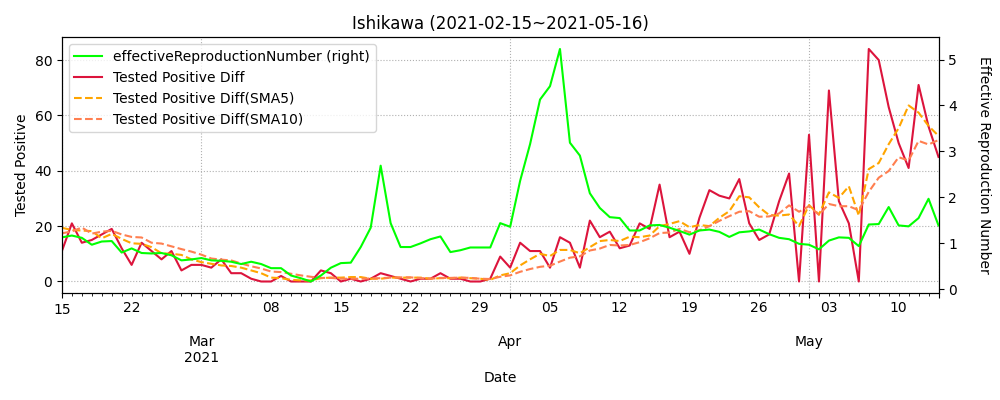 Ishikawa (2021-02-15~2021-05-16)
effectiveReproductionNumber (right)
Tested Positive Diff
Tested Positive Diff(SMA5)
Tested Positive Diff(SMA10)
Tested Positive
80
60
40
20
0
Effective Reproduction Number
5
4
3
2
1
0
15 22 08 15 22 29 05 12 19 26 03 10
Mar Apr May
2021
Date